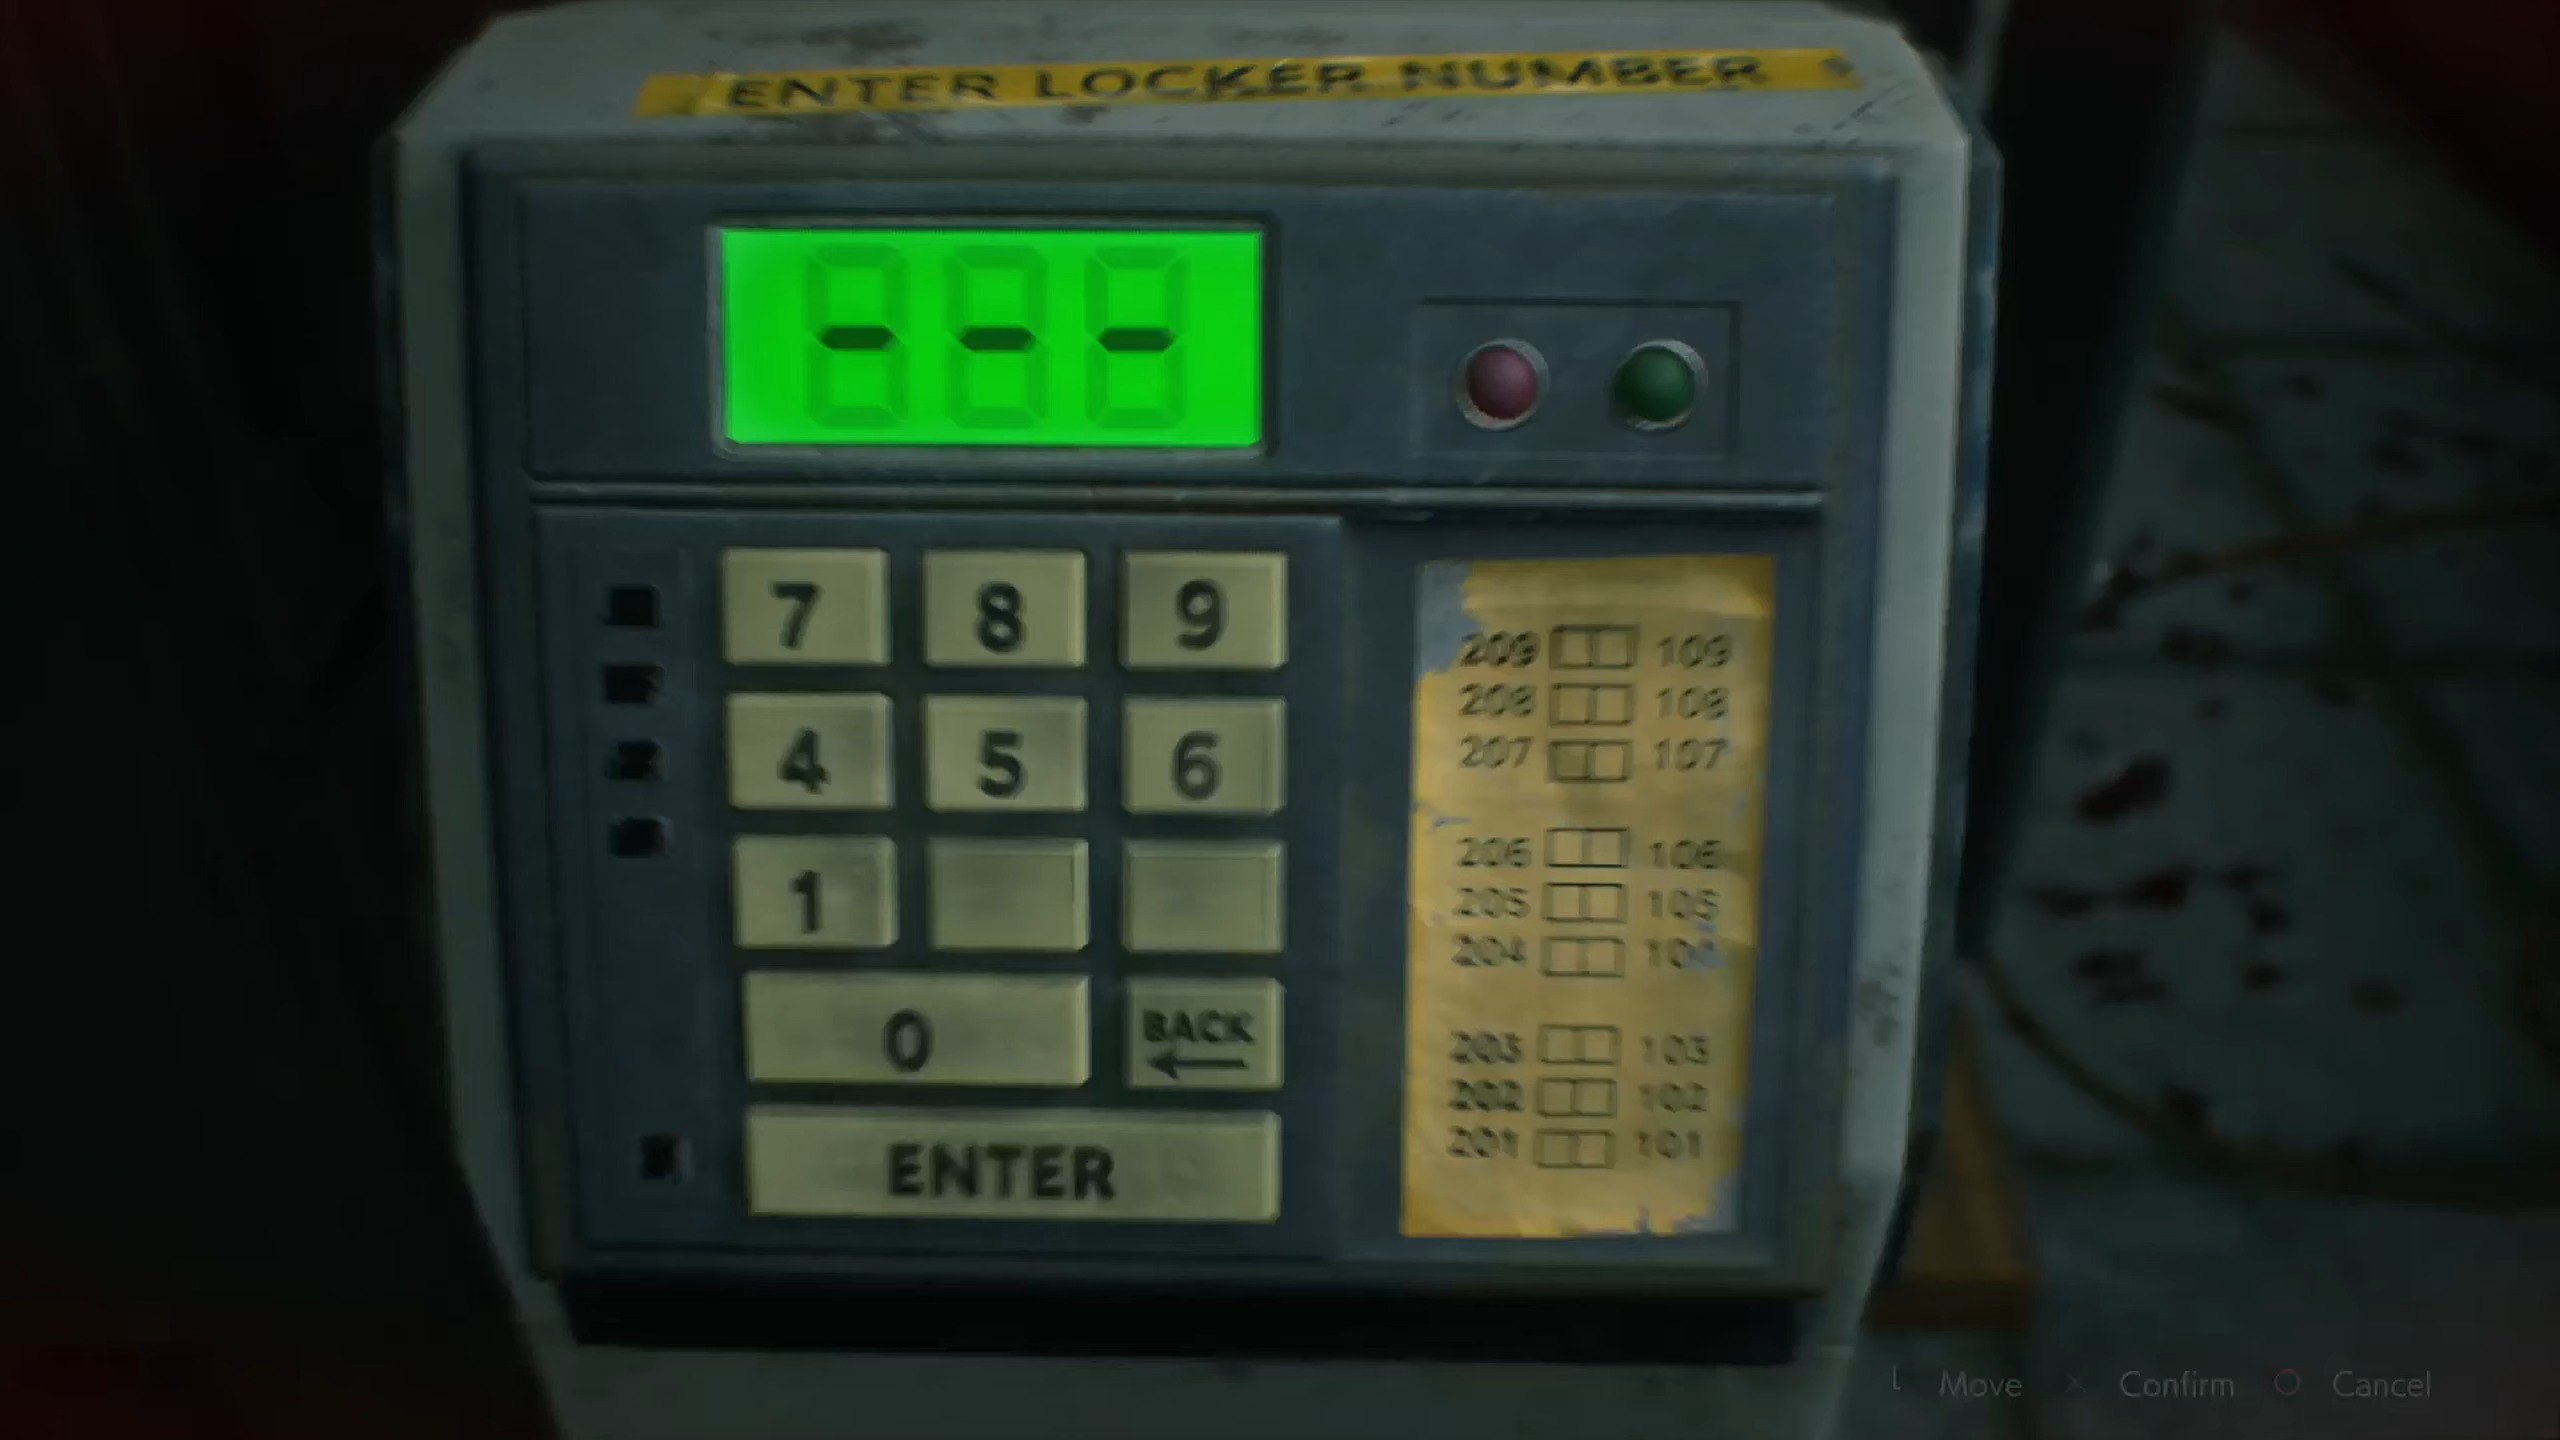 ENTER LOCKER NUMBER
---
7 8 9
4 5 6
1
0 BACK
ENTER
209 109
208 108
207 107
206 106
205 105
204
203 103
202 102
201 101
Move × Confirm O Cancel